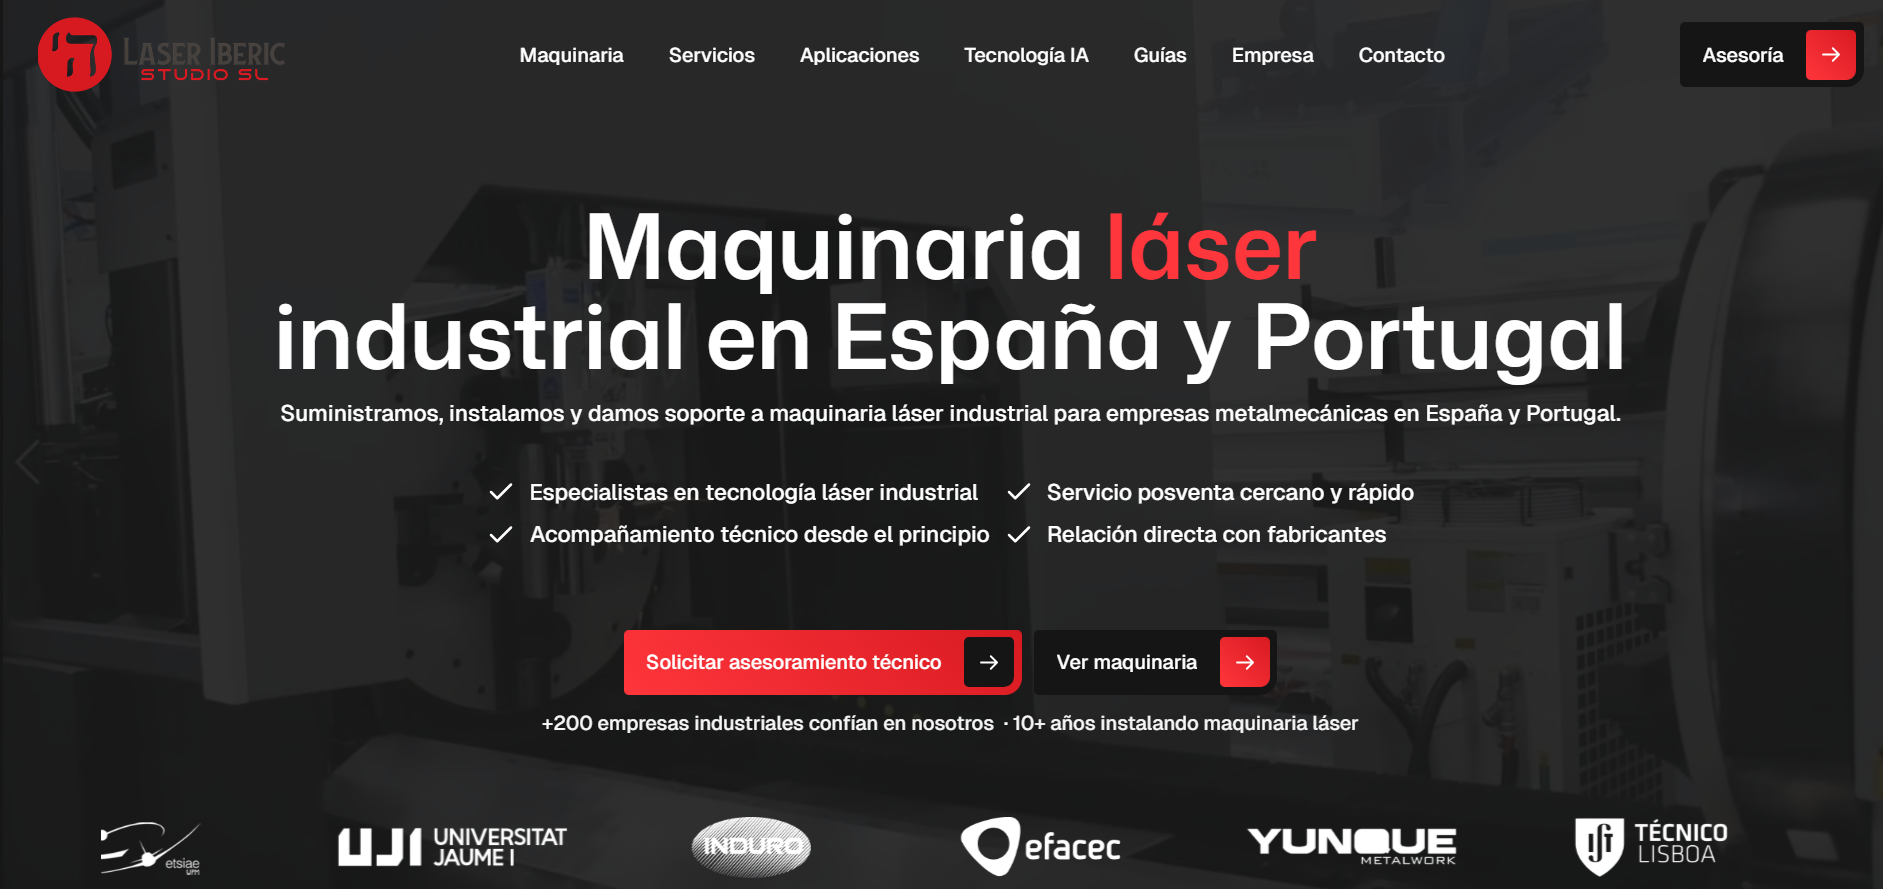 LASER IBERIC
STUDIO SL
Maquinaria
Servicios
Aplicaciones
Tecnología IA
Guías
Empresa
Contacto
Asesoría
Maquinaria láser
industrial en España y Portugal
Suministramos, instalamos y damos soporte a maquinaria láser industrial para empresas metalmecánicas en España y Portugal.
Especialistas en tecnología láser industrial
Servicio posventa cercano y rápido
Acompañamiento técnico desde el principio
Relación directa con fabricantes
Solicitar asesoramiento técnico
Ver maquinaria
+200 empresas industriales confían en nosotros · 10+ años instalando maquinaria láser
etsiae
UPM
UJI UNIVERSITAT
JAUME I
INDURO
efacec
YUNQUE
METALWORK
TÉCNICO
LISBOA